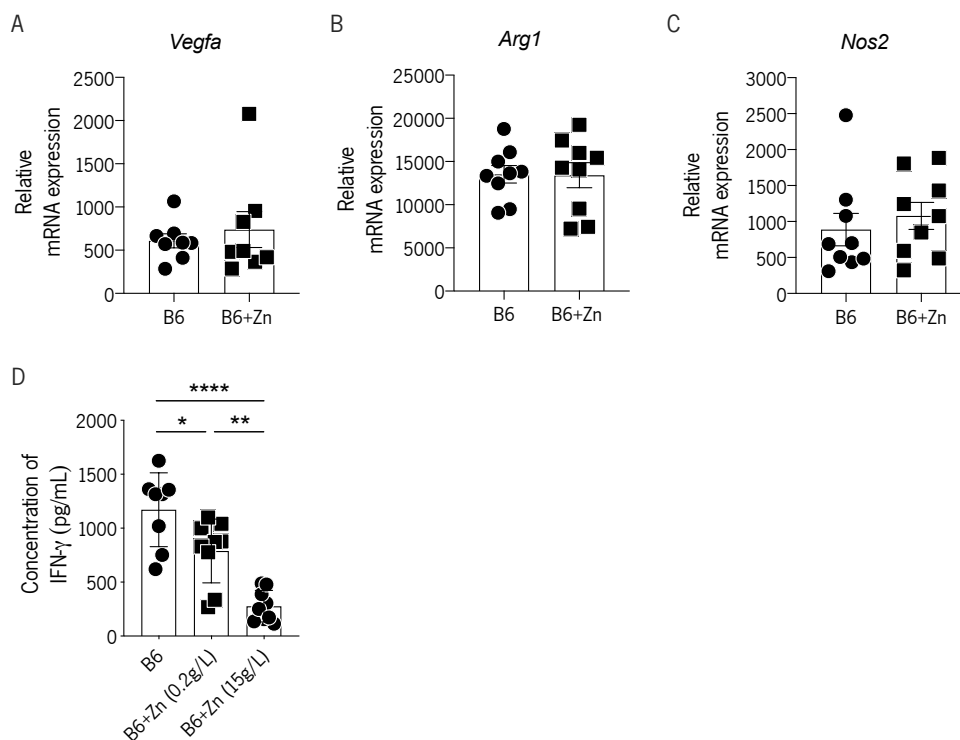 A
Vegfa
Relative
mRNA expression
2500
2000
1500
1000
500
0
B6
B6+Zn
B
Arg1
Relative
mRNA expression
25000
20000
15000
10000
5000
0
B6
B6+Zn
C
Nos2
Relative
mRNA expression
3000
2500
2000
1500
1000
500
0
B6
B6+Zn
D
****
* **
Concentration of
IFN-γ (pg/mL)
2000
1500
1000
500
0
B6
B6+Zn (0.2g/L)
B6+Zn (15g/L)